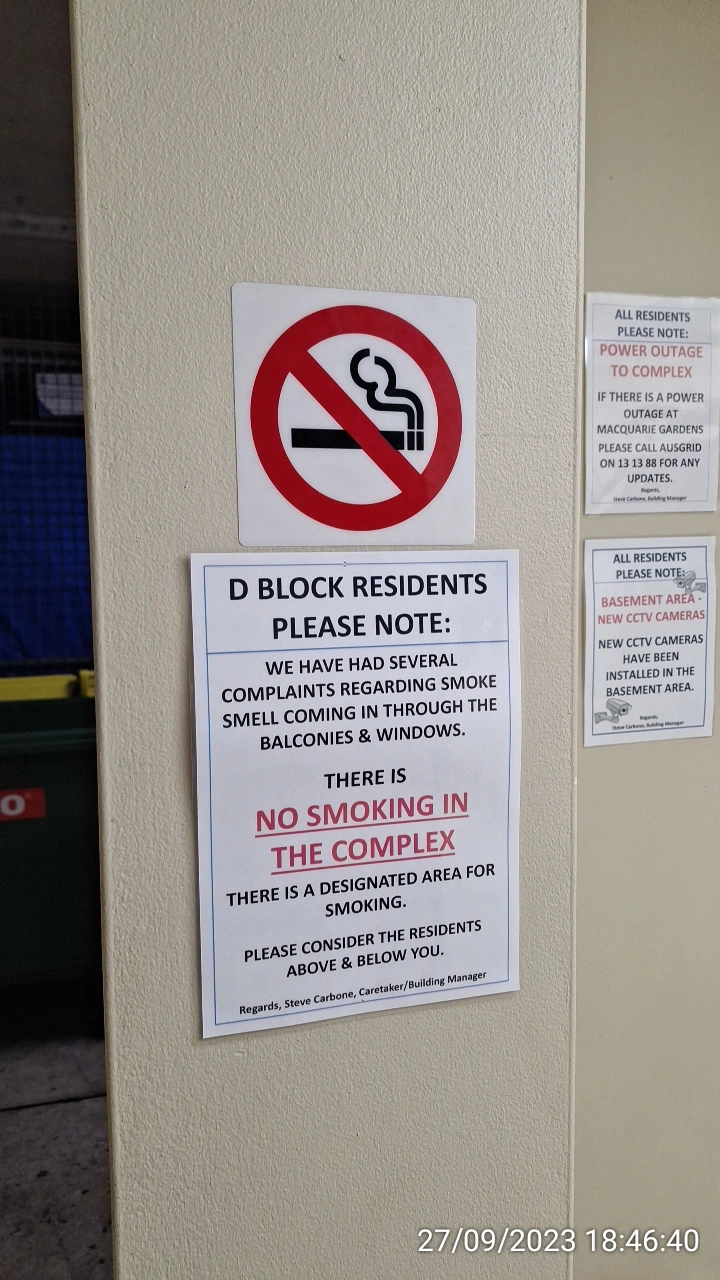 D BLOCK RESIDENTS
PLEASE NOTE:
WE HAVE HAD SEVERAL
COMPLAINTS REGARDING SMOKE
SMELL COMING IN THROUGH THE
BALCONIES & WINDOWS.
THERE IS
NO SMOKING IN
THE COMPLEX
THERE IS A DESIGNATED AREA FOR
SMOKING.
PLEASE CONSIDER THE RESIDENTS
ABOVE & BELOW YOU.
Regards, Steve Carbone, Caretaker/Building Manager
ALL RESIDENTS
PLEASE NOTE:
POWER OUTAGE
TO COMPLEX
IF THERE IS A POWER
OUTAGE AT
MACQUARIE GARDENS
PLEASE CALL AUSGRID
ON 13 13 88 FOR ANY
UPDATES.
Regards,
Steve Carbone, Building Manager
ALL RESIDENTS
PLEASE NOTE:
BASEMENT AREA -
NEW CCTV CAMERAS
NEW CCTV CAMERAS
HAVE BEEN
INSTALLED IN THE
BASEMENT AREA.
Regards,
Steve Carbone, Building Manager
27/09/2023 18:46:40